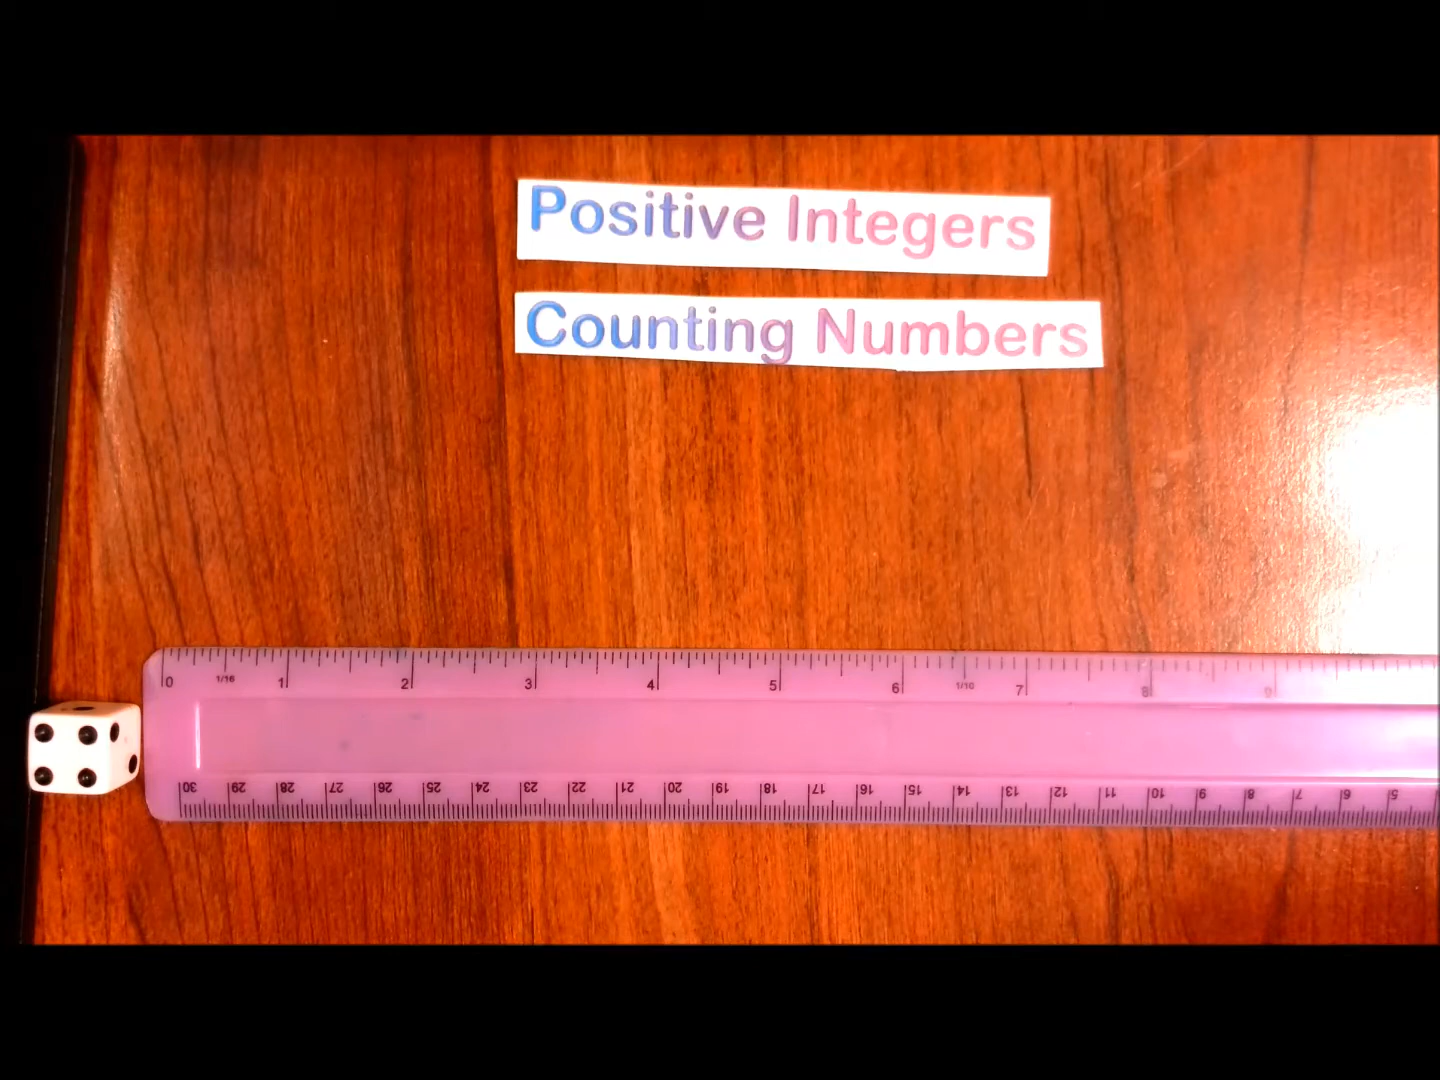 Positive Integers
Counting Numbers
0 1/16 1 2 3 4 5 6 1/10 7 8 9
30 29 28 27 26 25 24 23 22 21 20 19 18 17 16 15 14 13 12 11 10 9 8 7 6 5